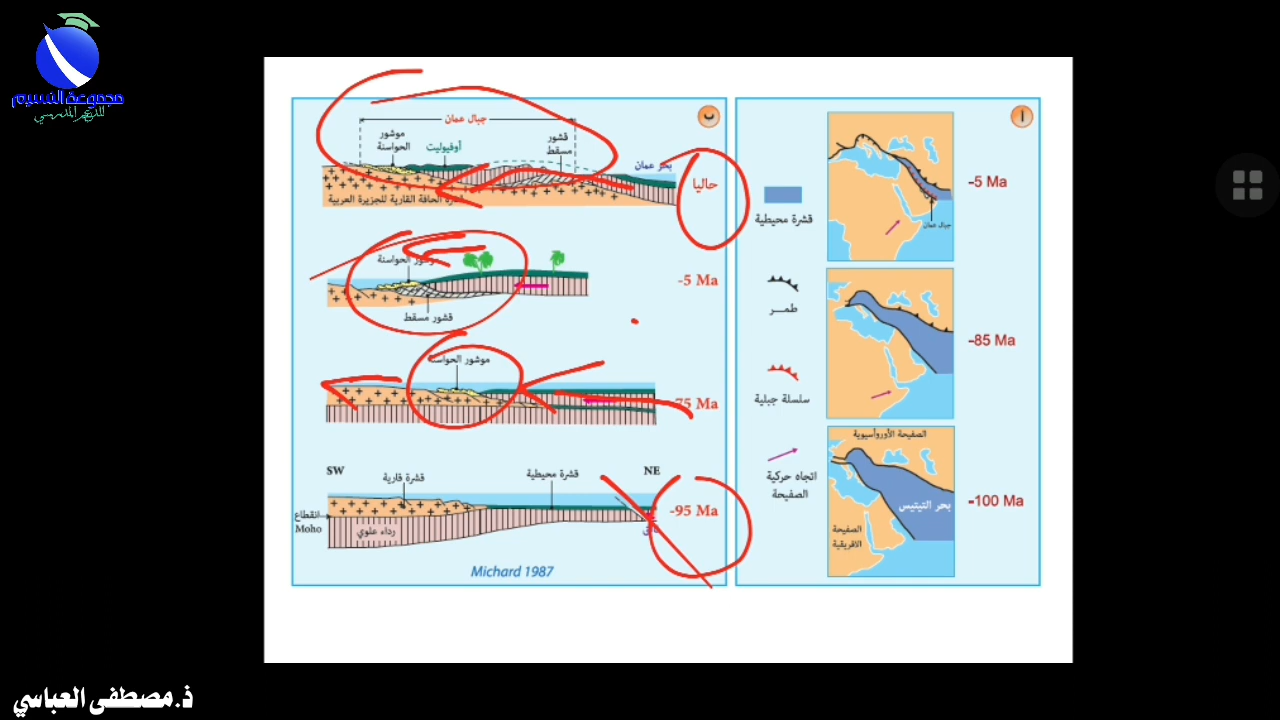 مجموعة النسيم
للدعم المدرسي
أ
-5 Ma
جبال عمان
-85 Ma
الصفيحة الأوروآسيوية
بحر التيتيس
الصفيحة
الافريقية
-100 Ma
قشرة محيطية
طمـــر
سلسلة جبلية
اتجاه حركية
الصفيحة
ب
جبال عمان
موشور
الحواسنة
أوفيوليت
قشور
مسقط
بحر عمان
حاليا
الحافة القارية للجزيرة العربية
موشور الحواسنة
قشور مسقط
-5 Ma
موشور الحواسنة
75 Ma
SW
NE
قشرة قارية
قشرة محيطية
انقطاع
Moho
رداء علوي
-95 Ma
Michard 1987
ذ.مصطفى العباسي